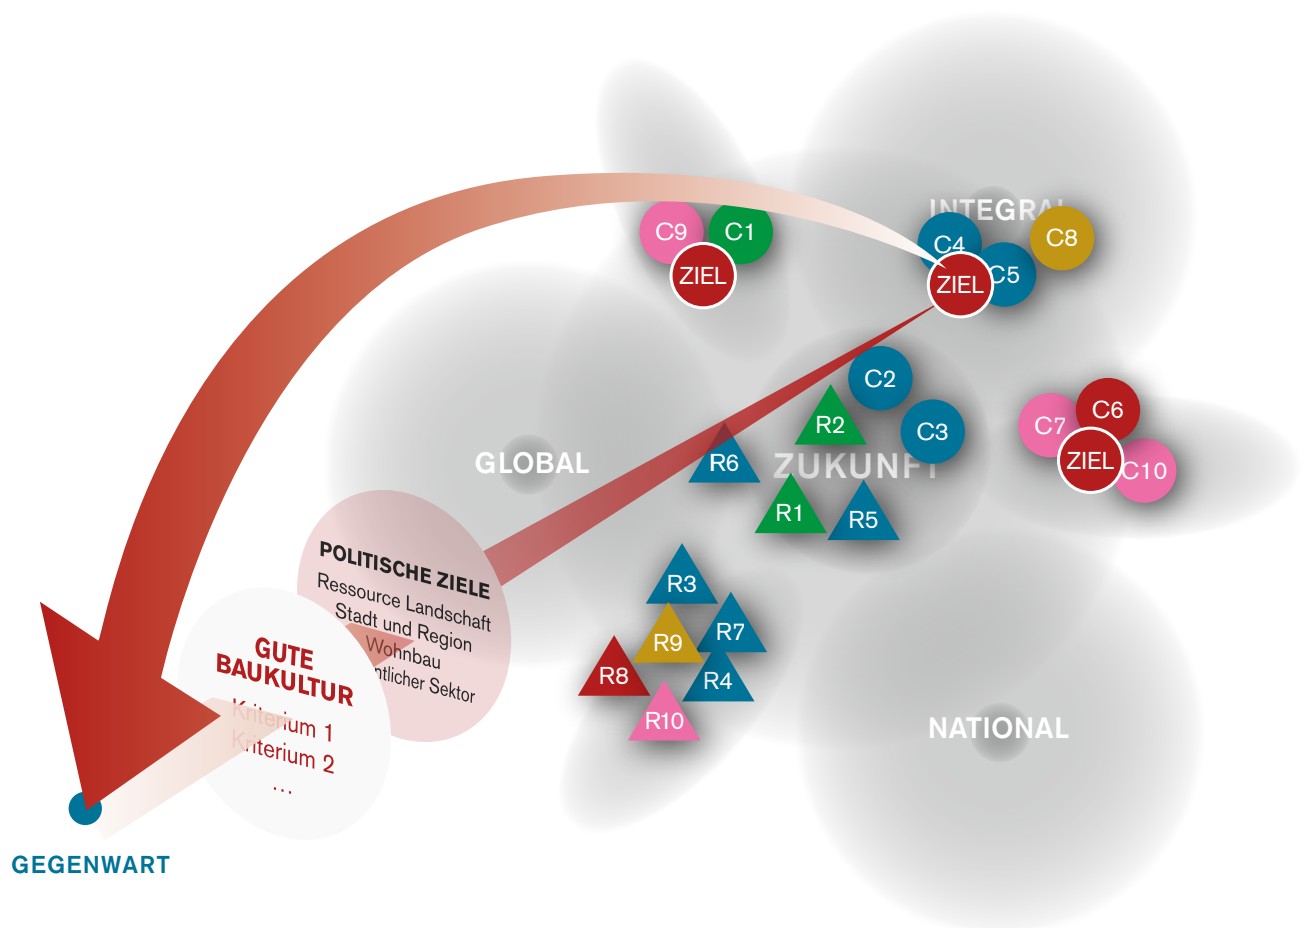 INTEGRAL
C9
C1
ZIEL
C4
C5
C8
ZIEL
C2
C3
R2
R6
ZUKUNFT
R1
R5
C7
C6
ZIEL
C10
GLOBAL
POLITISCHE ZIELE
Ressource Landschaft
Stadt und Region
Wohnbau
ntlicher Sektor
R3
R7
R9
R4
R8
R10
NATIONAL
GUTE
BAUKULTUR
Kriterium 1
Kriterium 2
...
GEGENWART